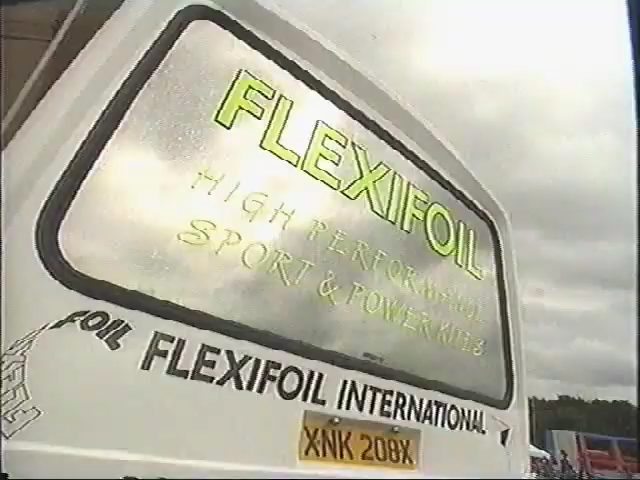 FLEXIFOIL
HIGH PERFORMANCE
SPORT & POWER KITES
FOIL
FLEXIFOIL INTERNATIONAL
XNK 208X